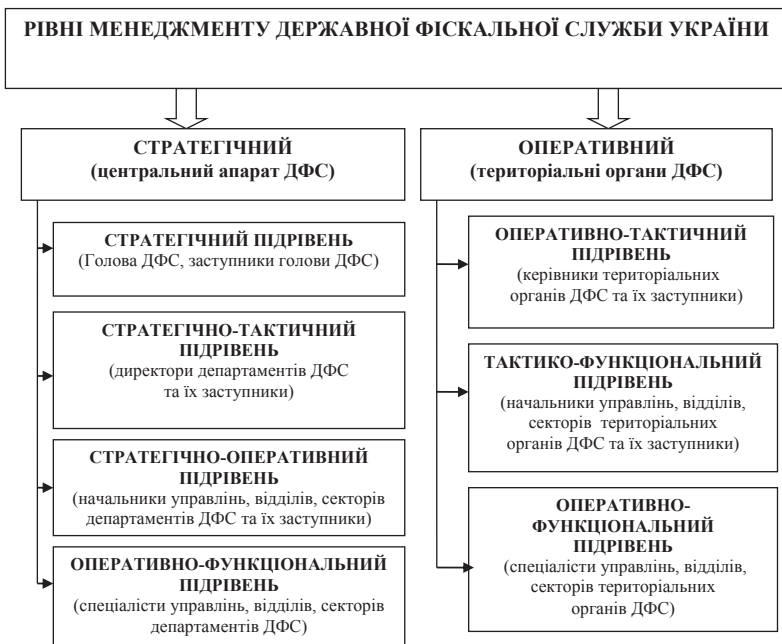 РІВНІ МЕНЕДЖМЕНТУ ДЕРЖАВНОЇ ФІСКАЛЬНОЇ СЛУЖБИ УКРАЇНИ
СТРАТЕГІЧНИЙ
(центральний апарат ДФС)
СТРАТЕГІЧНИЙ ПІДРІВЕНЬ
(Голова ДФС, заступники голови ДФС)
СТРАТЕГІЧНО-ТАКТИЧНИЙ
ПІДРІВЕНЬ
(директори департаментів ДФС
та їх заступники)
СТРАТЕГІЧНО-ОПЕРАТИВНИЙ
ПІДРІВЕНЬ
(начальники управлінь, відділів, секторів
департаментів ДФС та їх заступники)
ОПЕРАТИВНО-ФУНКЦІОНАЛЬНИЙ
ПІДРІВЕНЬ
(спеціалісти управлінь, відділів, секторів
департаментів ДФС)
ОПЕРАТИВНИЙ
(територіальні органи ДФС)
ОПЕРАТИВНО-ТАКТИЧНИЙ
ПІДРІВЕНЬ
(керівники територіальних
органів ДФС та їх заступники)
ТАКТИКО-ФУНКЦІОНАЛЬНИЙ
ПІДРІВЕНЬ
(начальники управлінь, відділів,
секторів територіальних
органів ДФС та їх заступники)
ОПЕРАТИВНО-
ФУНКЦІОНАЛЬНИЙ
ПІДРІВЕНЬ
(спеціалісти управлінь, відділів,
секторів територіальних
органів ДФС)